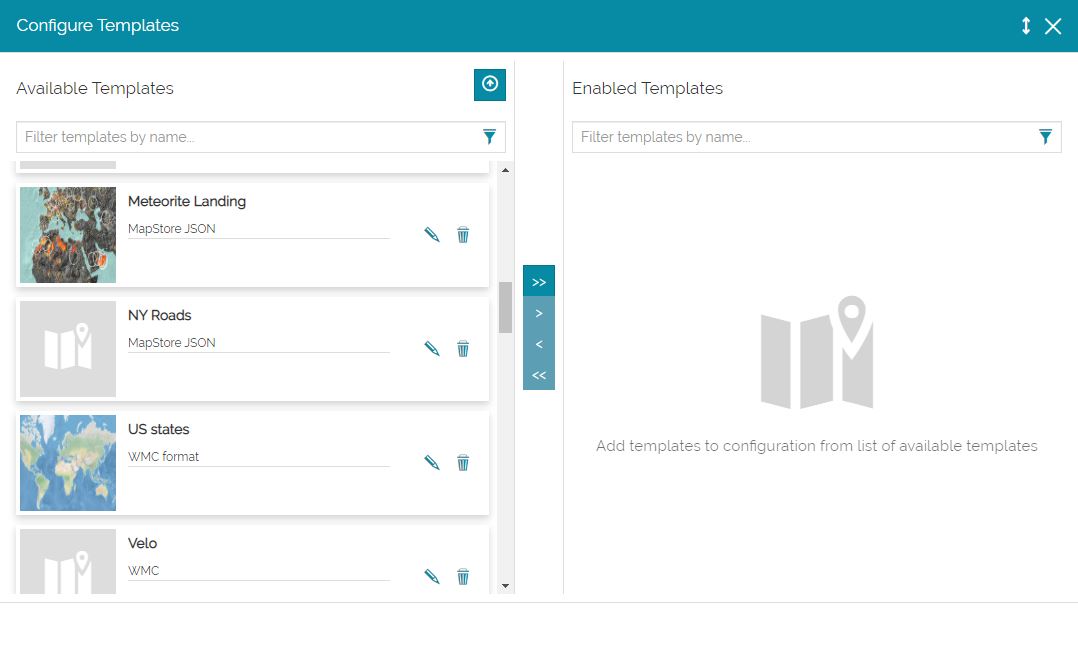 Configure Templates
Available Templates
Enabled Templates
Filter templates by name...
Filter templates by name...
Meteorite Landing
MapStore JSON
NY Roads
MapStore JSON
US states
WMC format
Velo
WMC
>>
>
<
<<
Add templates to configuration from list of available templates